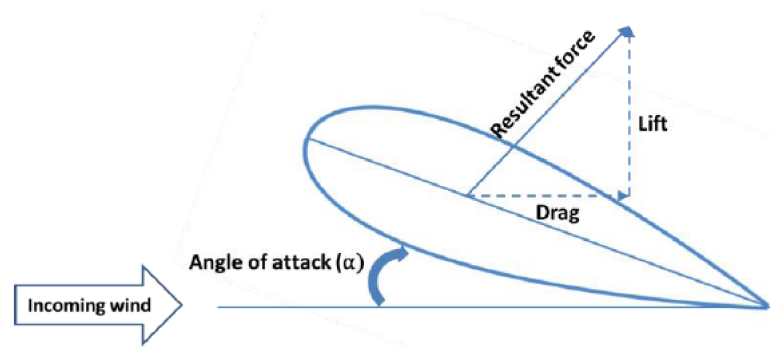 Resultant force
Lift
Drag
Angle of attack (α)
Incoming wind